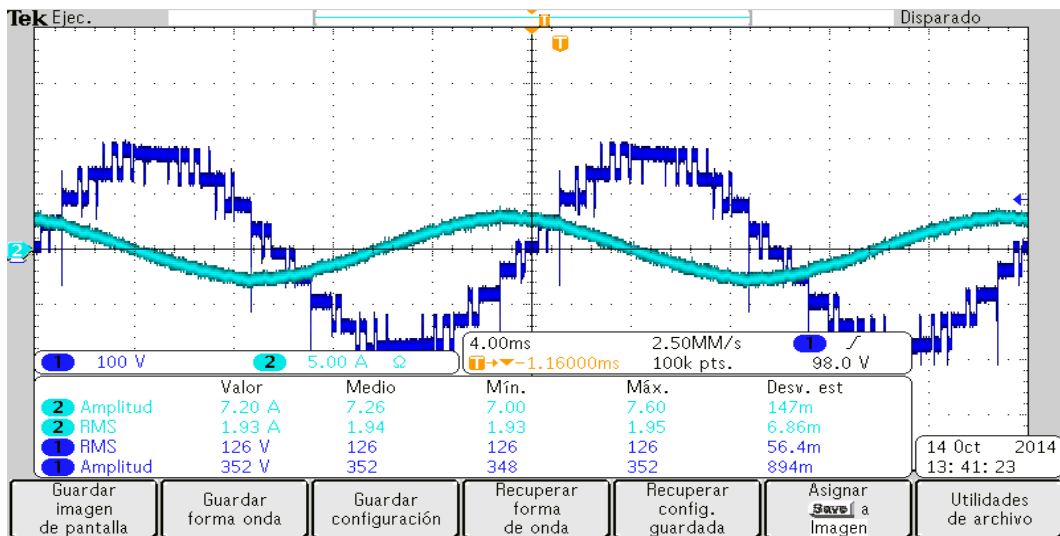 Tek Ejec. Disparado
T
T
2
1 100 V 2 5.00 A Ω
4.00ms 2.50MM/s 1
T→▼-1.16000ms 100k pts. 98.0 V
Valor Medio Mín. Máx. Desv. est
2 Amplitud 7.20 A 7.26 7.00 7.60 147m
2 RMS 1.93 A 1.94 1.93 1.95 6.86m
1 RMS 126 V 126 126 126 56.4m
1 Amplitud 352 V 352 348 352 894m
14 Oct 2014
13:41:23
Guardar
imagen
de pantalla
Guardar
forma onda
Guardar
configuración
Recuperar
forma
de onda
Recuperar
config.
guardada
Asignar
Save a
Imagen
Utilidades
de archivo